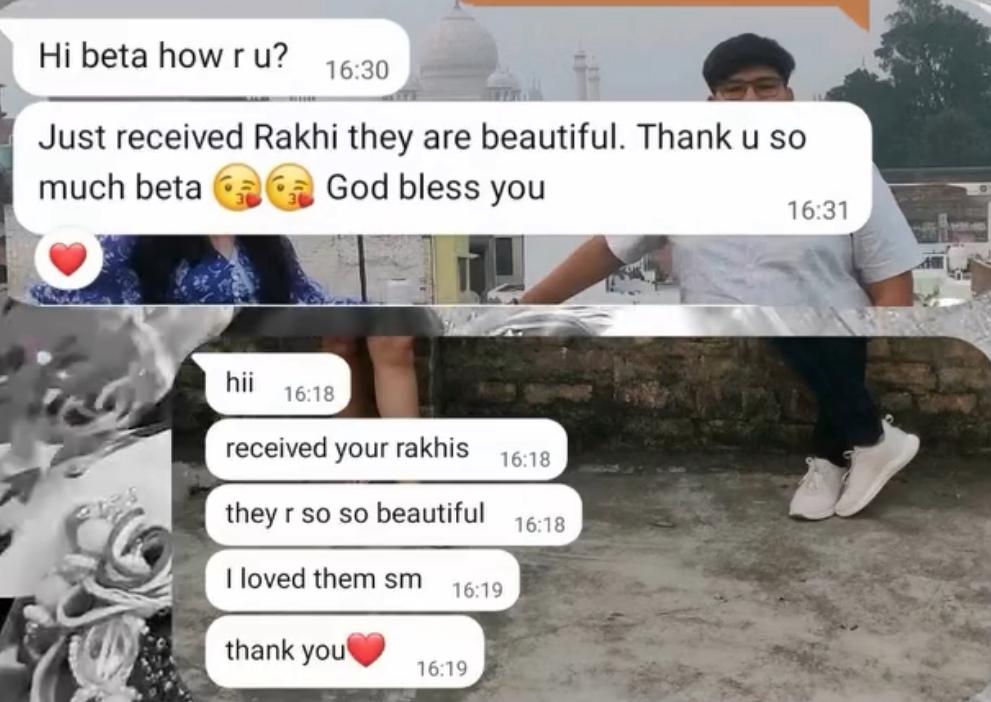 Hi beta how r u? 16:30
Just received Rakhi they are beautiful. Thank u so
much beta 😘😘 God bless you 16:31
❤️
hii 16:18
received your rakhis 16:18
they r so so beautiful 16:18
I loved them sm 16:19
thank you❤️ 16:19